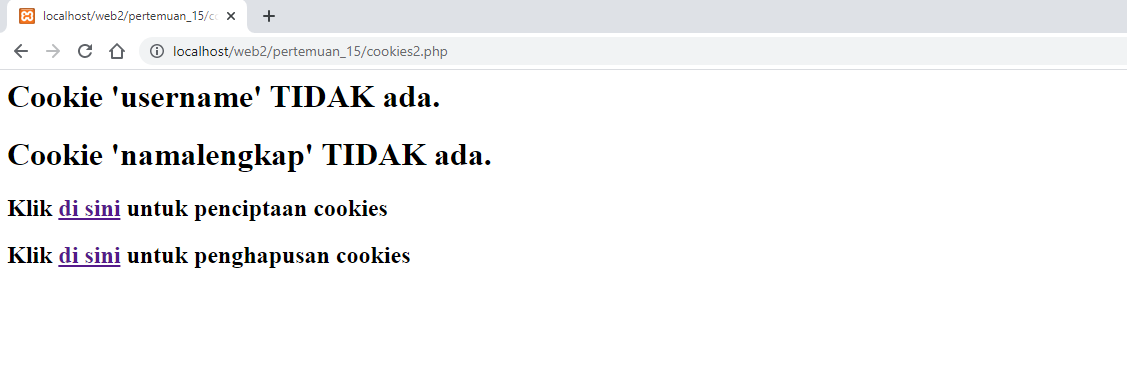 localhost/web2/pertemuan_15/co
localhost/web2/pertemuan_15/cookies2.php
Cookie 'username' TIDAK ada.
Cookie 'namalengkap' TIDAK ada.
Klik di sini untuk penciptaan cookies
Klik di sini untuk penghapusan cookies